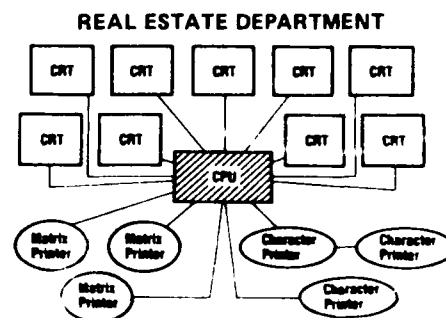 REAL ESTATE DEPARTMENT
CRT CRT CRT CRT CRT
CRT CRT CRT CRT
CPU
Matrix
Printer
Matrix
Printer
Character
Printer
Character
Printer
Matrix
Printer
Character
Printer